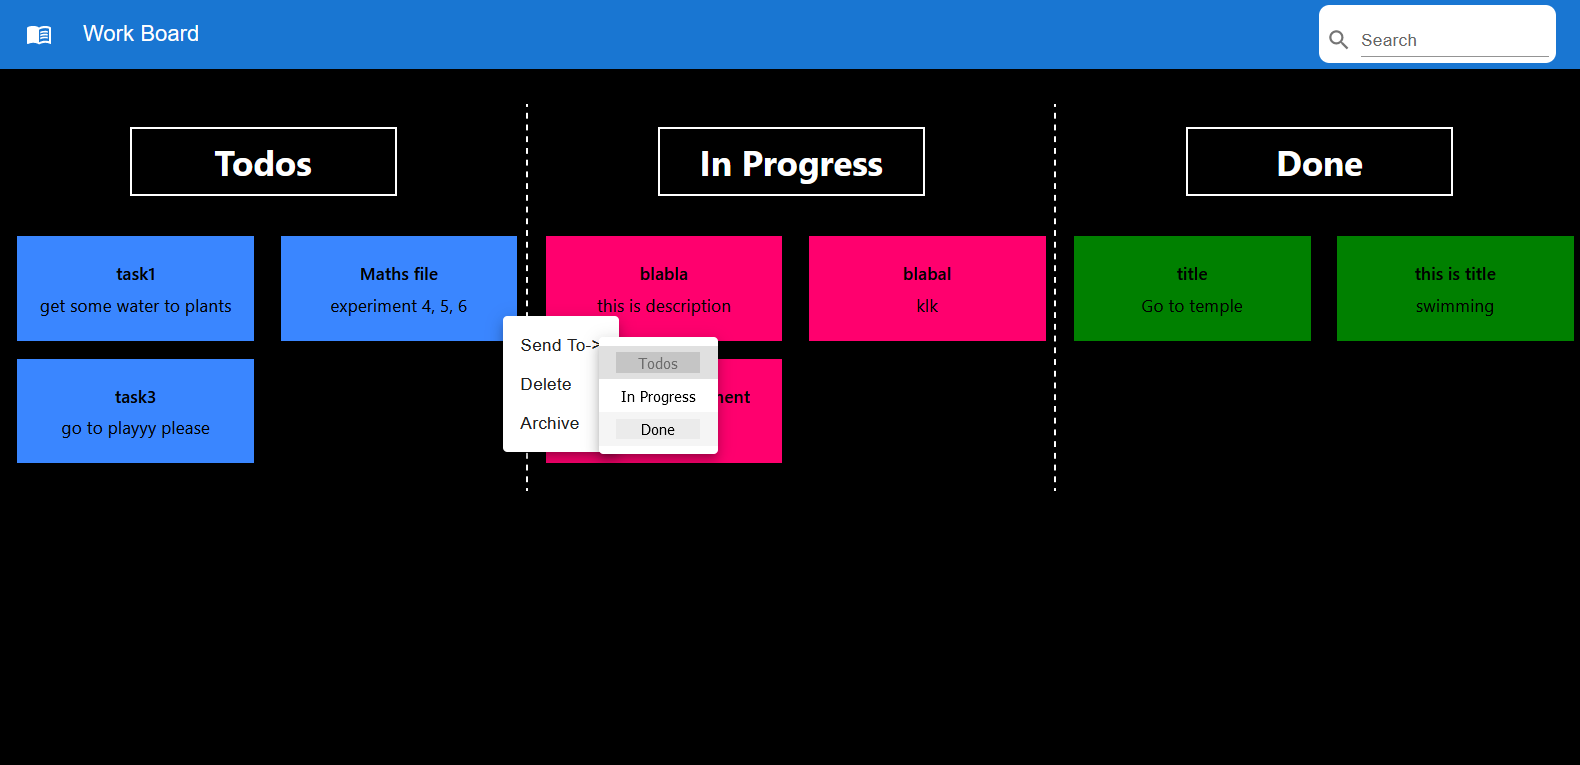 Work Board
Search
Todos
In Progress
Done
task1
get some water to plants
Maths file
experiment 4, 5, 6
blabla
this is description
blabal
klk
title
Go to temple
this is title
swimming
task3
go to playyy please
Send To->
Delete
Archive
Todos
In Progress
Done